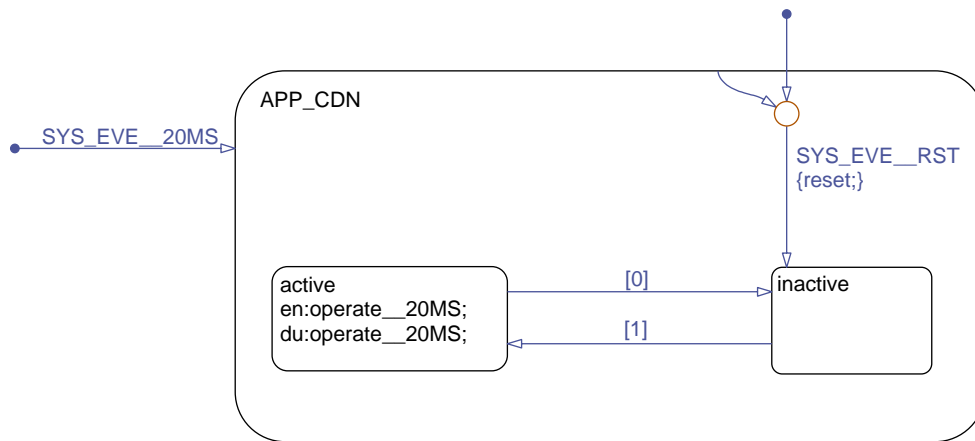 APP_CDN
SYS_EVE__20MS
SYS_EVE__RST
{reset;}
active
en:operate__20MS;
du:operate__20MS;
[0]
inactive
[1]